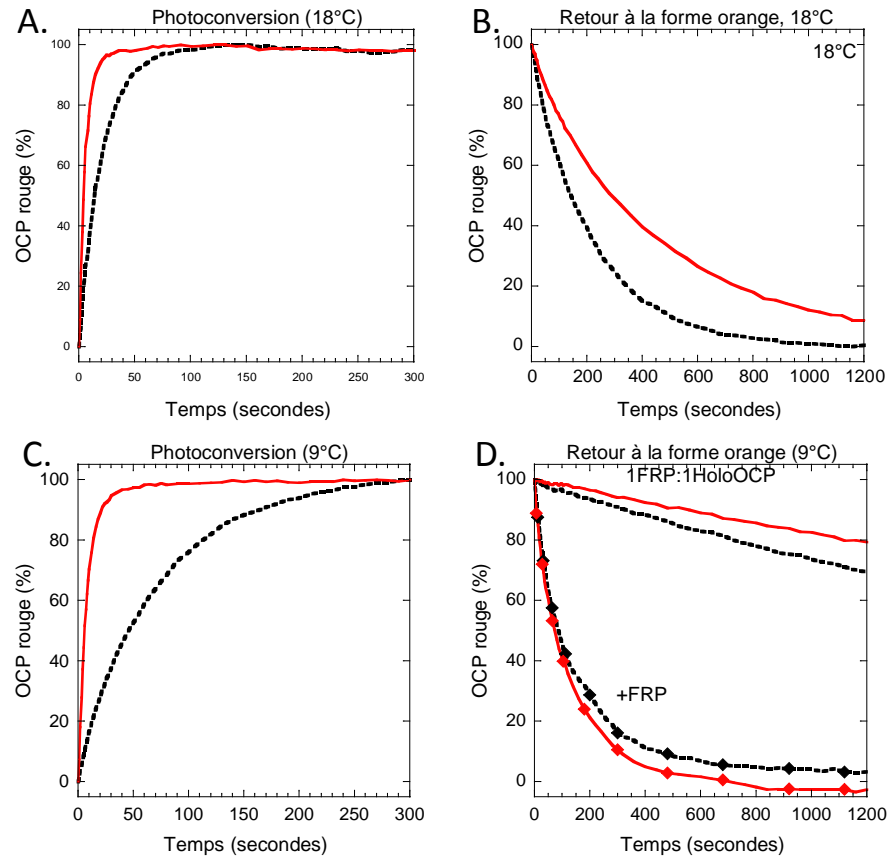 A.
Photoconversion (18°C)
100
80
60
40
20
0
OCP rouge (%)
0 50 100 150 200 250 300
Temps (secondes)
B.
Retour à la forme orange, 18°C
18°C
100
80
60
40
20
0
OCP rouge (%)
0 200 400 600 800 1000 1200
Temps (secondes)
C.
Photoconversion (9°C)
100
80
60
40
20
0
OCP rouge (%)
0 50 100 150 200 250 300
Temps (secondes)
D.
Retour à la forme orange (9°C)
1FRP:1HoloOCP
100
80
60
40
20
0
OCP rouge (%)
+FRP
0 200 400 600 800 1000 1200
Temps (secondes)